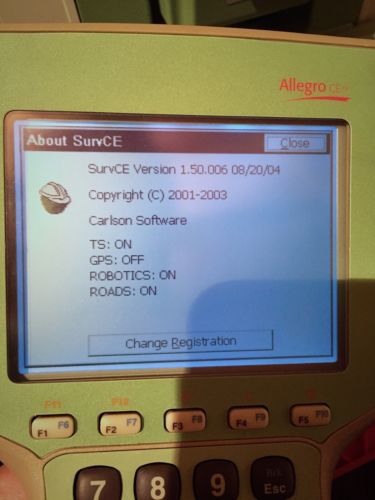 Allegro CE
About SurvCE
Close
SurvCE Version 1.50.006 08/20/04
Copyright (C) 2001-2003
Carlson Software
TS: ON
GPS: OFF
ROBOTICS: ON
ROADS: ON
Change Registration
F11 F12
F1 F6 F2 F7 F3 F8 F4 F9 F5 F10
7 8 9 Brk
Esc